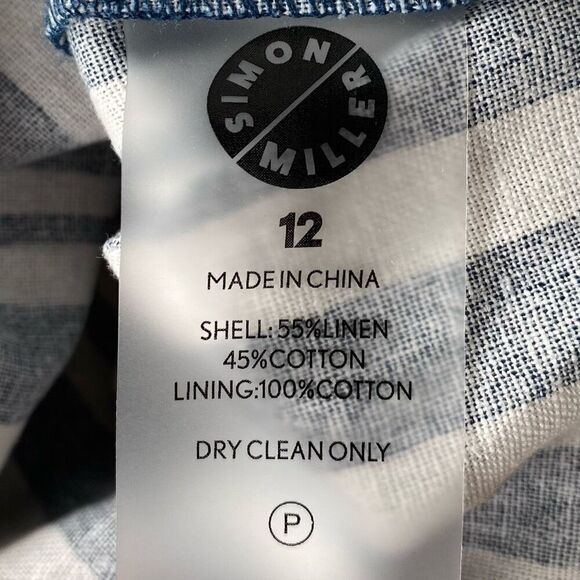 SIMON
MILLER
12
MADE IN CHINA
SHELL:55%LINEN
45%COTTON
LINING:100%COTTON
DRY CLEAN ONLY
P